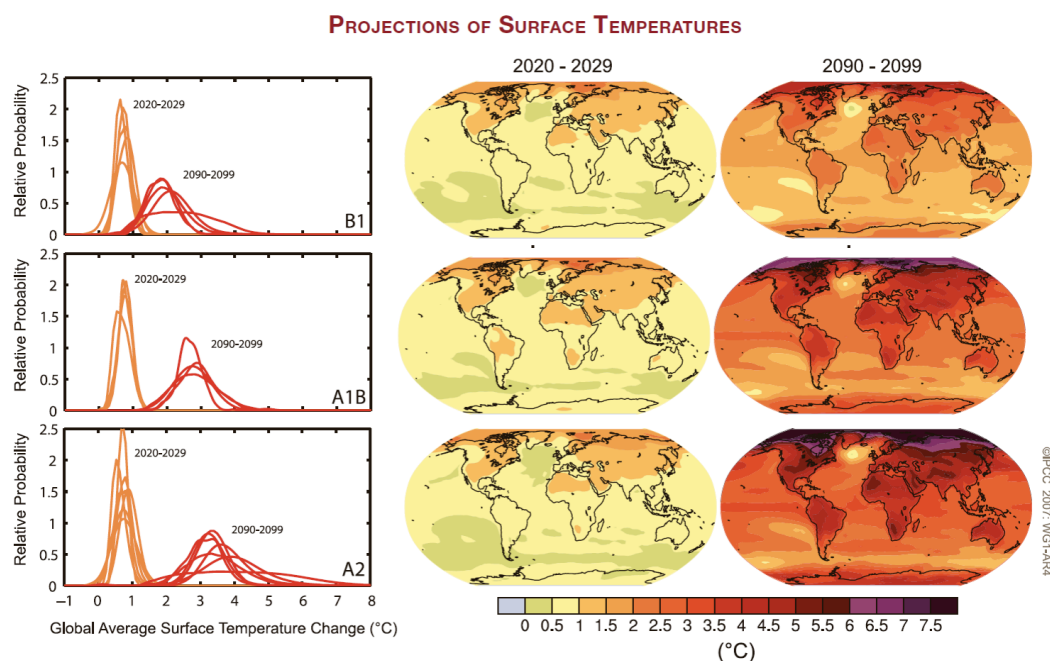 PROJECTIONS OF SURFACE TEMPERATURES
2020 - 2029
2090 - 2099
Relative Probability
2.5
2
1.5
1
0.5
0
2020-2029
2090-2099
B1
Relative Probability
2.5
2
1.5
1
0.5
0
2020-2029
2090-2099
A1B
Relative Probability
2.5
2
1.5
1
0.5
0
2020-2029
2090-2099
A2
−1 0 1 2 3 4 5 6 7 8
Global Average Surface Temperature Change (°C)
0 0.5 1 1.5 2 2.5 3 3.5 4 4.5 5 5.5 6 6.5 7 7.5
(°C)
©IPCC 2007: WG1-AR4